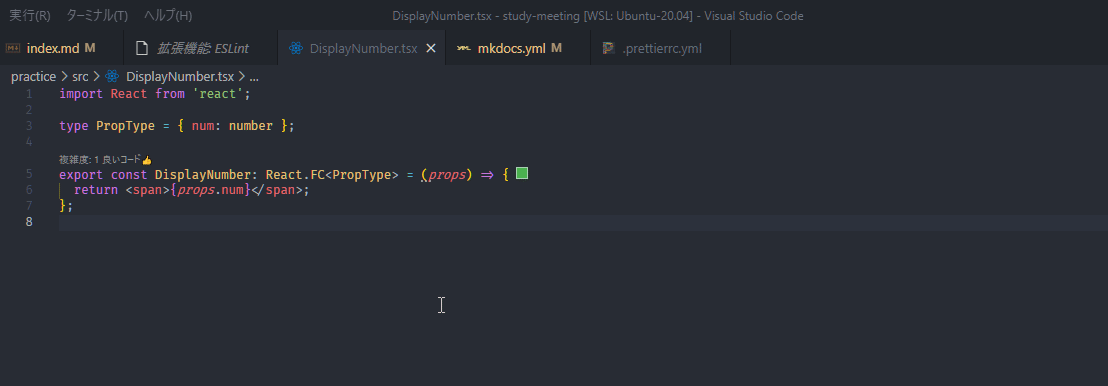 DisplayNumber.tsx - study-meeting [WSL: Ubuntu-20.04] - Visual Studio Code
実行(R) ターミナル(T) ヘルプ(H)
index.md M 拡張機能: ESLint DisplayNumber.tsx mkdocs.yml M .prettierrc.yml
practice > src > DisplayNumber.tsx > ...
1 import React from 'react';
2
3 type PropType = { num: number };
4
複雑度: 1 良いコード👍
5 export const DisplayNumber: React.FC<PropType> = (props) => {
6 return <span>{props.num}</span>;
7 };
8